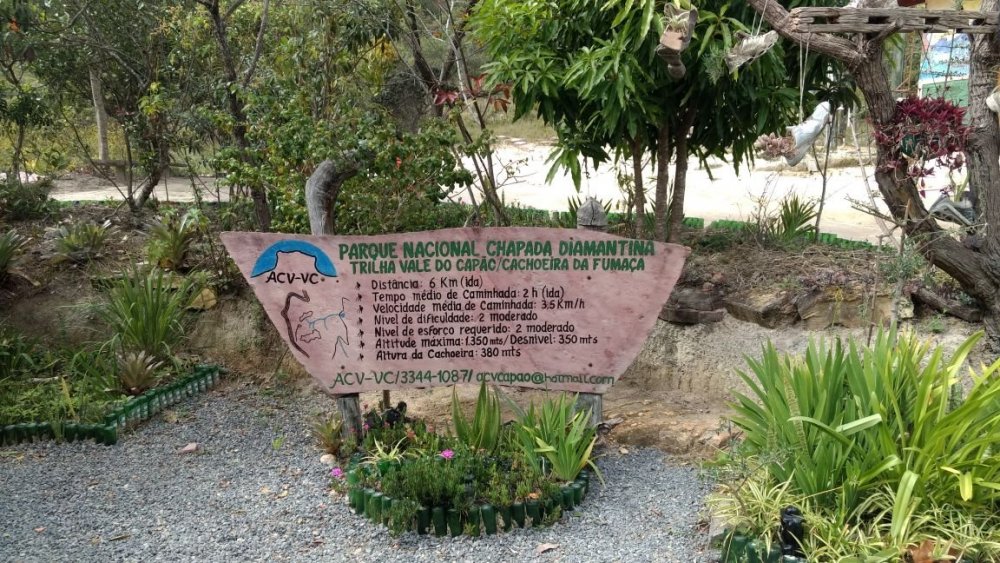 PARQUE NACIONAL CHAPADA DIAMANTINA
TRILHA VALE DO CAPÃO/CACHOEIRA DA FUMAÇA
ACV-VC
Distância: 6 Km (ida)
Tempo médio de Caminhada: 2 h (ida)
Velocidade média de Caminhada: 3,5 Km/h
Nível de dificuldade: 2 moderado
Nível de esforço requerido: 2 moderado
Altitude maxíma: 1.350 mts/Desnível: 350 mts
Altura da Cachoeira: 380 mts
ACV-VC/3344-1087/ acvcapao@hotmail.com